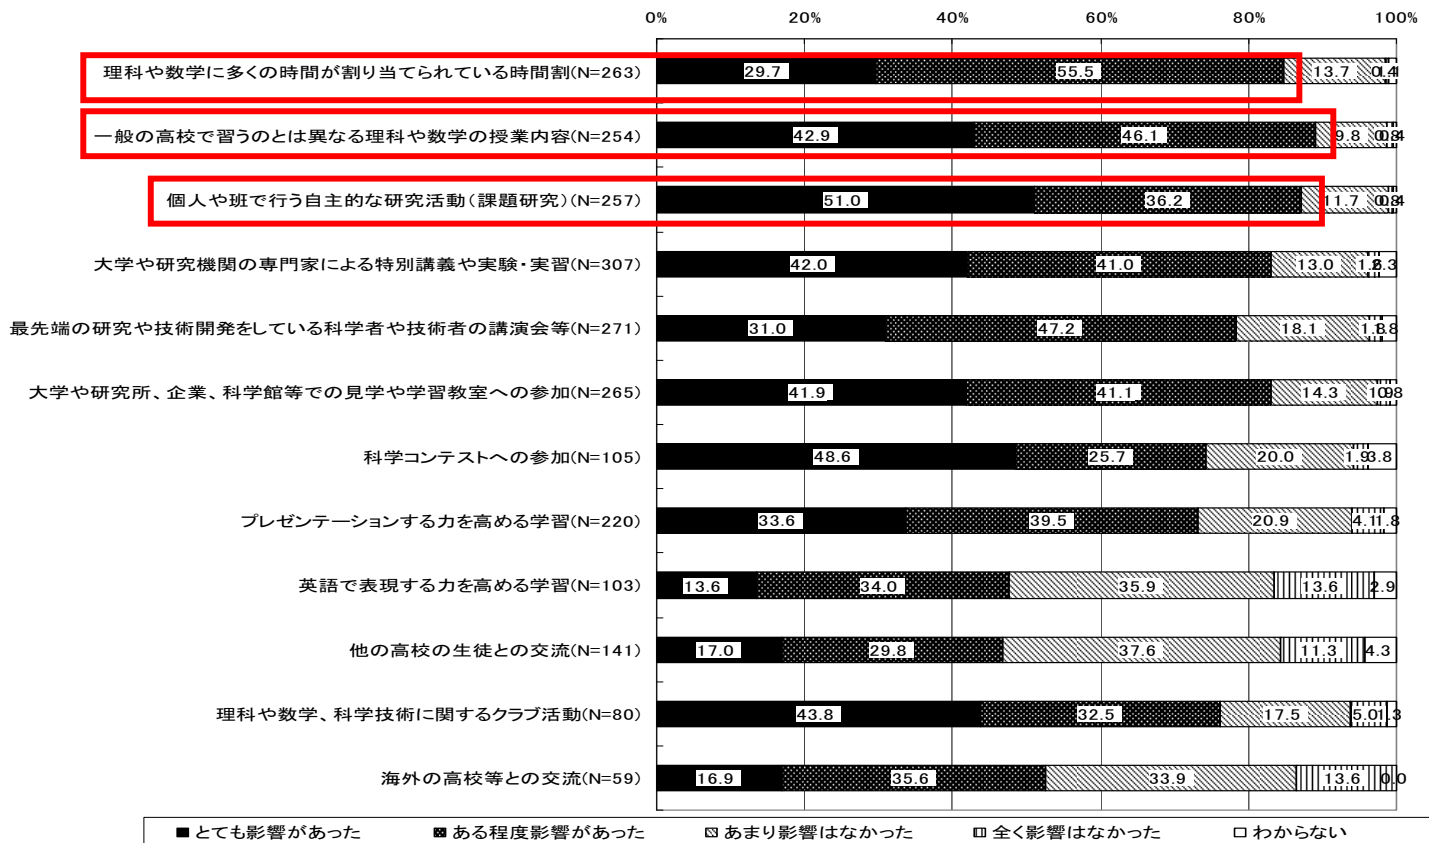 0% 20% 40% 60% 80% 100%
理科や数学に多くの時間が割り当てられている時間割(N=263) 29.7 55.5 13.7
一般の高校で習うのとは異なる理科や数学の授業内容(N=254) 42.9 46.1 9.8
個人や班で行う自主的な研究活動(課題研究)(N=257) 51.0 36.2 11.7
大学や研究機関の専門家による特別講義や実験・実習(N=307) 42.0 41.0 13.0
最先端の研究や技術開発をしている科学者や技術者の講演会等(N=271) 31.0 47.2 18.1
大学や研究所、企業、科学館等での見学や学習教室への参加(N=265) 41.9 41.1 14.3
科学コンテストへの参加(N=105) 48.6 25.7 20.0 1.9 3.8
プレゼンテーションする力を高める学習(N=220) 33.6 39.5 20.9 4.1 1.8
英語で表現する力を高める学習(N=103) 13.6 34.0 35.9 13.6 2.9
他の高校の生徒との交流(N=141) 17.0 29.8 37.6 11.3 4.3
理科や数学、科学技術に関するクラブ活動(N=80) 43.8 32.5 17.5 5.0 1.3
海外の高校等との交流(N=59) 16.9 35.6 33.9 13.6 0.0
とても影響があった ある程度影響があった あまり影響はなかった 全く影響はなかった わからない